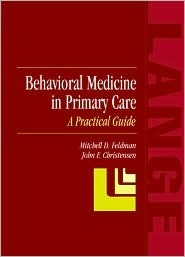 Behavioral Medicine
in Primary Care
A Practical Guide
Mitchell D. Feldman
John F. Christensen
LANGE